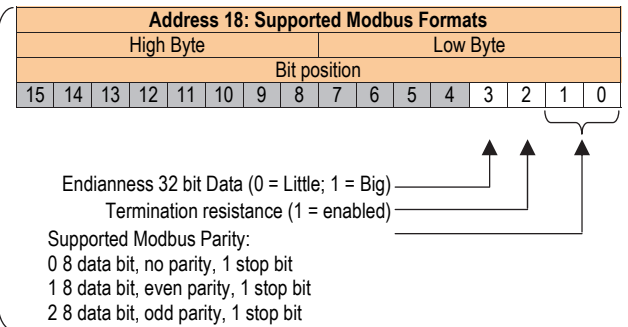 Address 18: Supported Modbus Formats
High Byte Low Byte
Bit position
15 14 13 12 11 10 9 8 7 6 5 4 3 2 1 0
Endianness 32 bit Data (0 = Little; 1 = Big)
Termination resistance (1 = enabled)
Supported Modbus Parity:
0 8 data bit, no parity, 1 stop bit
1 8 data bit, even parity, 1 stop bit
2 8 data bit, odd parity, 1 stop bit